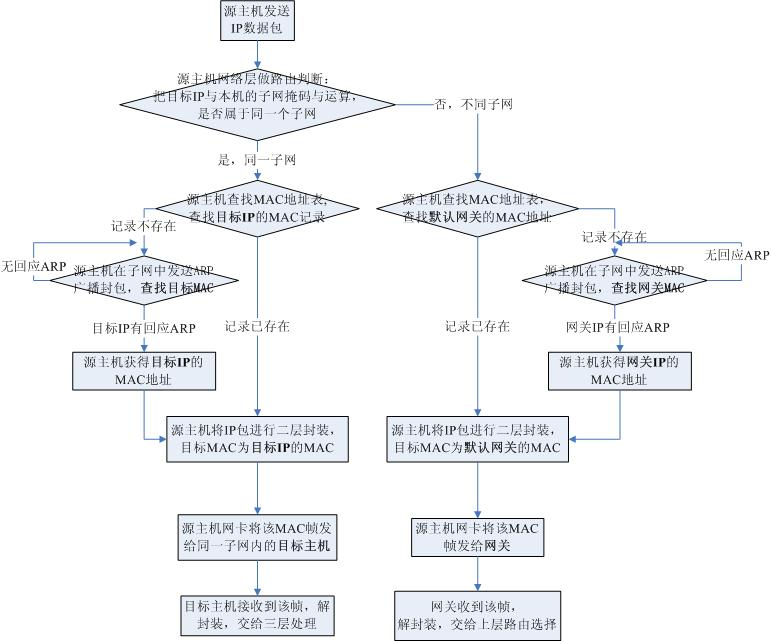 源主机发送
IP数据包
源主机网络层做路由判断:
把目标IP与本机的子网掩码与运算,
是否属于同一个子网
否, 不同子网
是, 同一子网
源主机查找MAC地址表,
查找目标IP的MAC记录
源主机查找MAC地址表,
查找默认网关的MAC地址
记录不存在
记录不存在
无回应ARP
源主机在子网中发送ARP
广播封包, 查找目标MAC
源主机在子网中发送ARP
广播封包, 查找网关MAC
无回应ARP
目标IP有回应ARP
记录已存在
记录已存在
网关IP有回应ARP
源主机获得目标IP的
MAC地址
源主机获得网关IP的
MAC地址
源主机将IP包进行二层封装,
目标MAC为目标IP的MAC
源主机将IP包进行二层封装,
目标MAC为默认网关的MAC
源主机网卡将该MAC帧发
给同一子网内的目标主机
源主机网卡将该MAC
帧发给网关
目标主机接收到该帧, 解
封装, 交给三层处理
网关收到该帧,
解封装, 交给上层路由选择